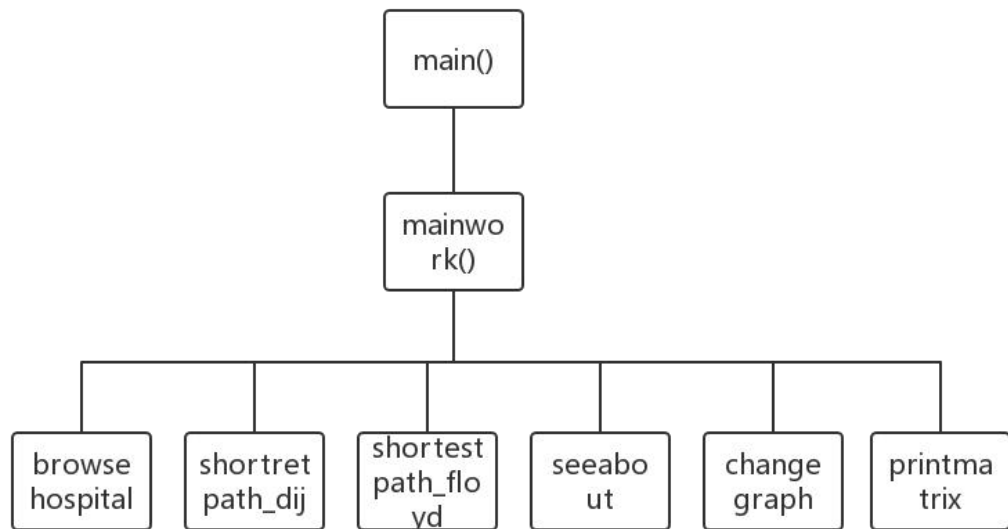 main()
mainwo
rk()
browse
hospital
shortret
path_dij
shortest
path_flo
yd
seeabo
ut
change
graph
printma
trix